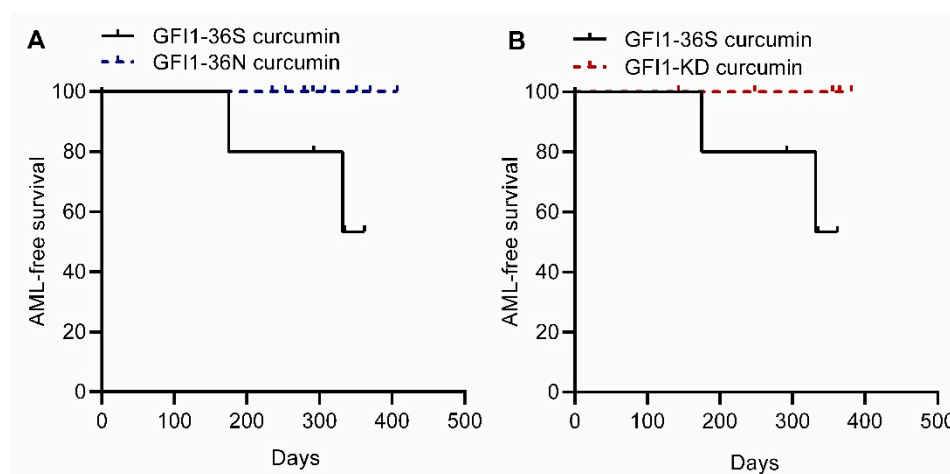 A
GFI1-36S curcumin
GFI1-36N curcumin
AML-free survival
100
80
60
40
20
0
0 100 200 300 400 500
Days
B
GFI1-36S curcumin
GFI1-KD curcumin
AML-free survival
100
80
60
40
20
0
0 100 200 300 400 500
Days